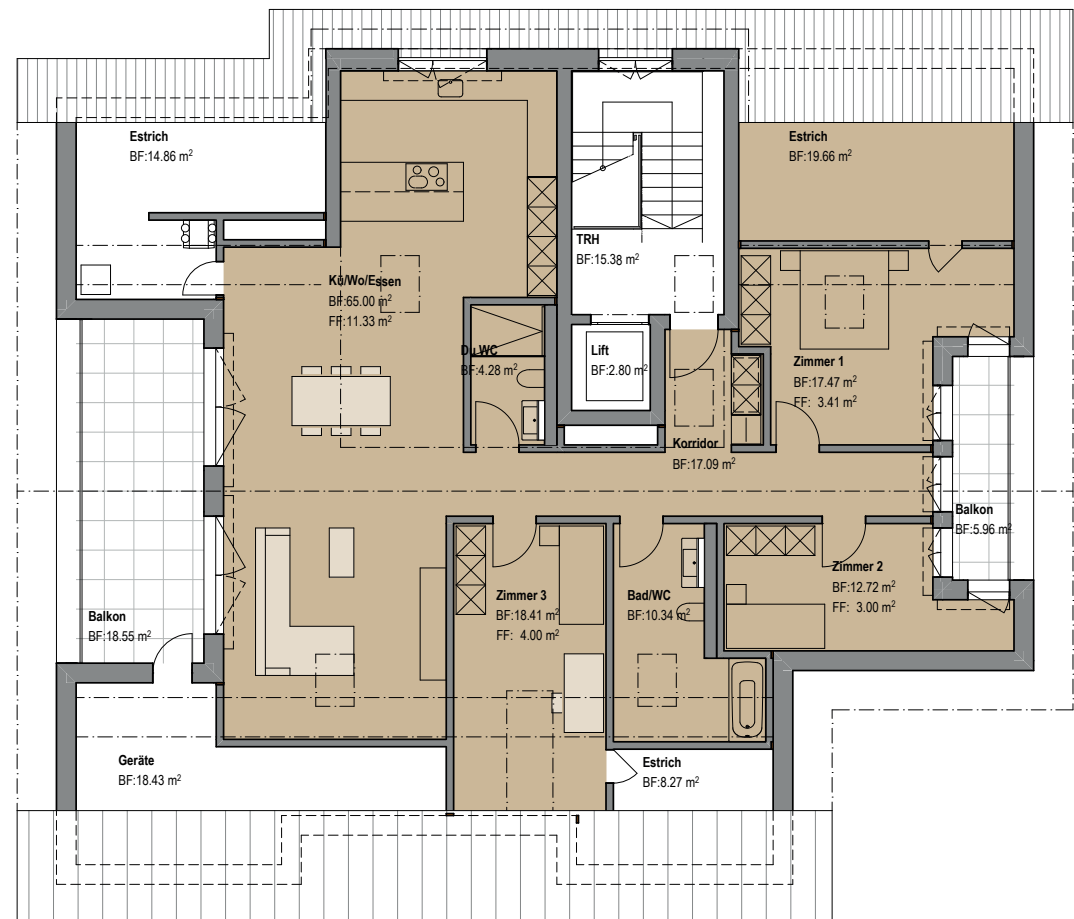 Estrich
BF:14.86 m²
Estrich
BF:19.66 m²
TRH
BF:15.38 m²
Kü/Wo/Essen
BF:65.00 m²
FF:11.33 m²
Du WC
BF:4.28 m²
Lift
BF:2.80 m²
Zimmer 1
BF:17.47 m²
FF: 3.41 m²
Korridor
BF:17.09 m²
Balkon
BF:5.96 m²
Zimmer 2
BF:12.72 m²
FF: 3.00 m²
Zimmer 3
BF:18.41 m²
FF: 4.00 m²
Bad/WC
BF:10.34 m²
Balkon
BF:18.55 m²
Geräte
BF:18.43 m²
Estrich
BF:8.27 m²